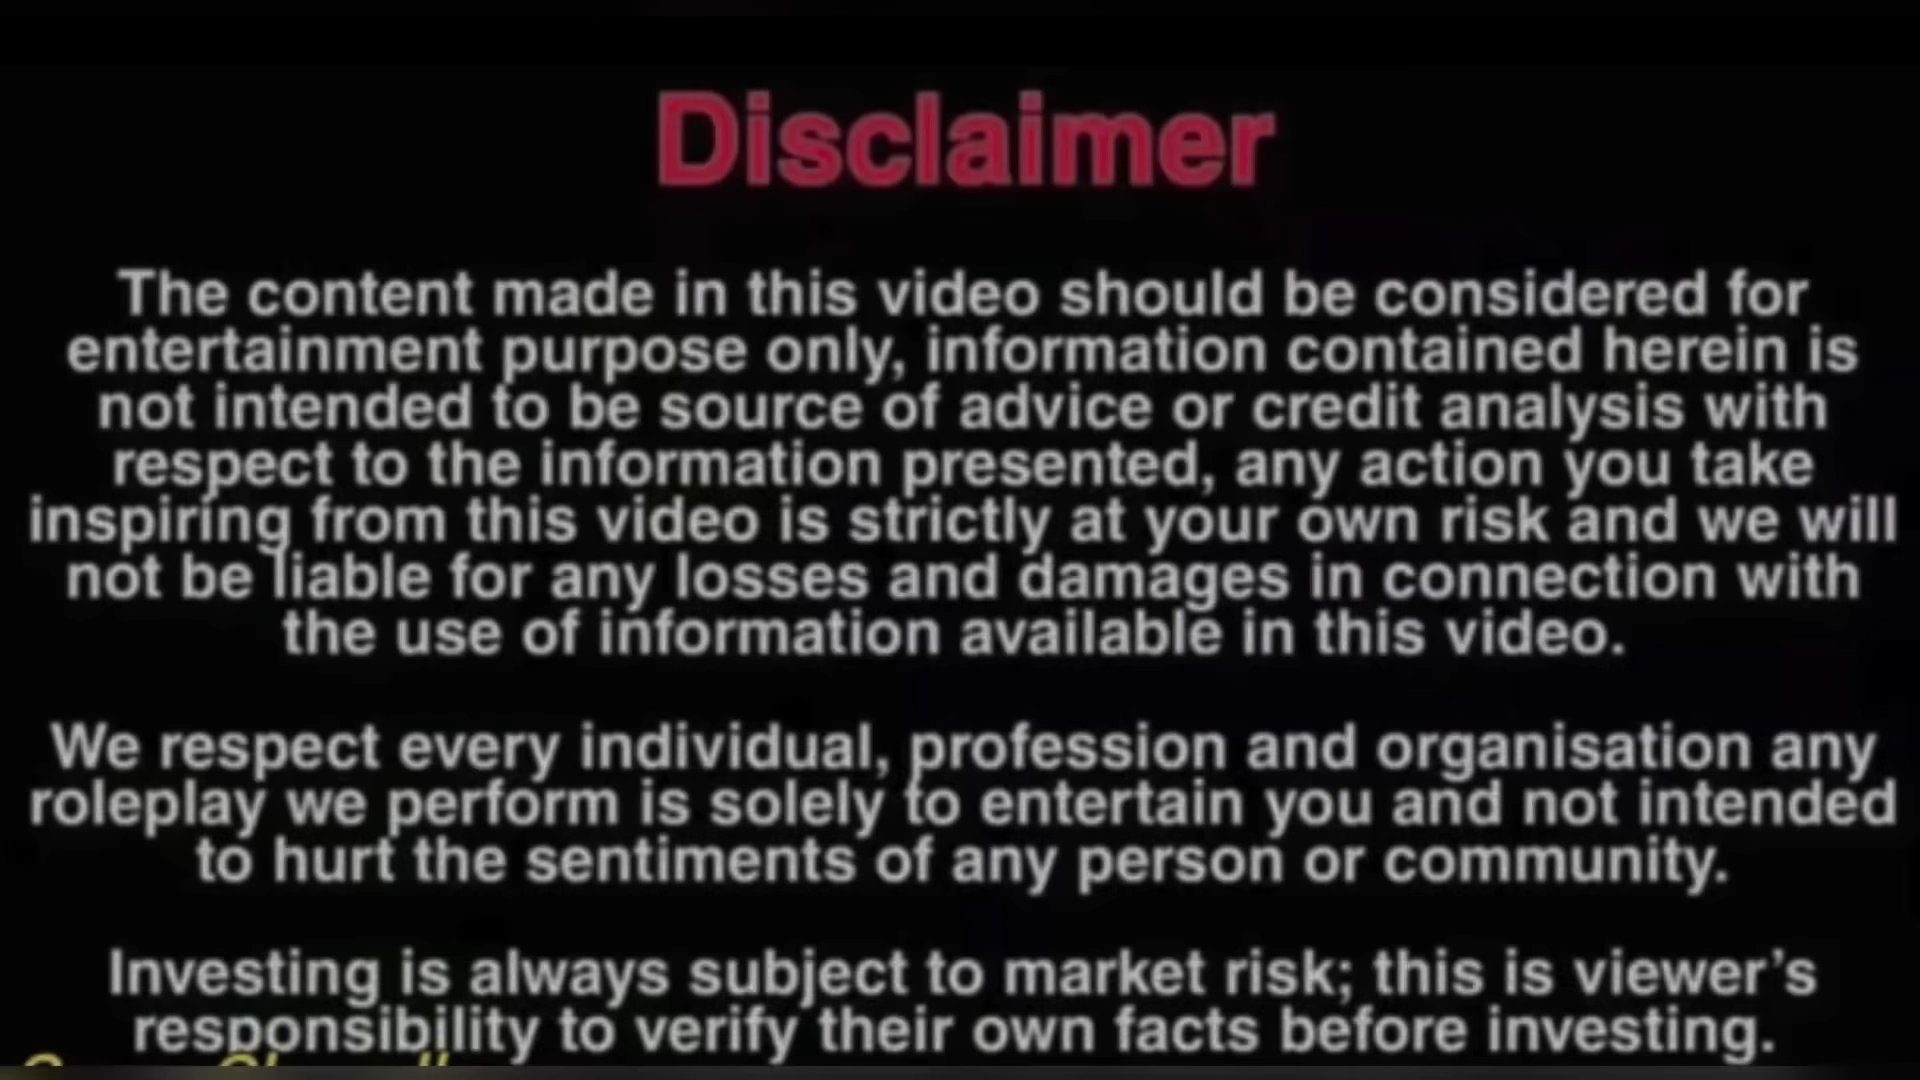 Disclaimer
The content made in this video should be considered for
entertainment purpose only, information contained herein is
not intended to be source of advice or credit analysis with
respect to the information presented, any action you take
inspiring from this video is strictly at your own risk and we will
not be liable for any losses and damages in connection with
the use of information available in this video.
We respect every individual, profession and organisation any
roleplay we perform is solely to entertain you and not intended
to hurt the sentiments of any person or community.
Investing is always subject to market risk; this is viewer’s
responsibility to verify their own facts before investing.